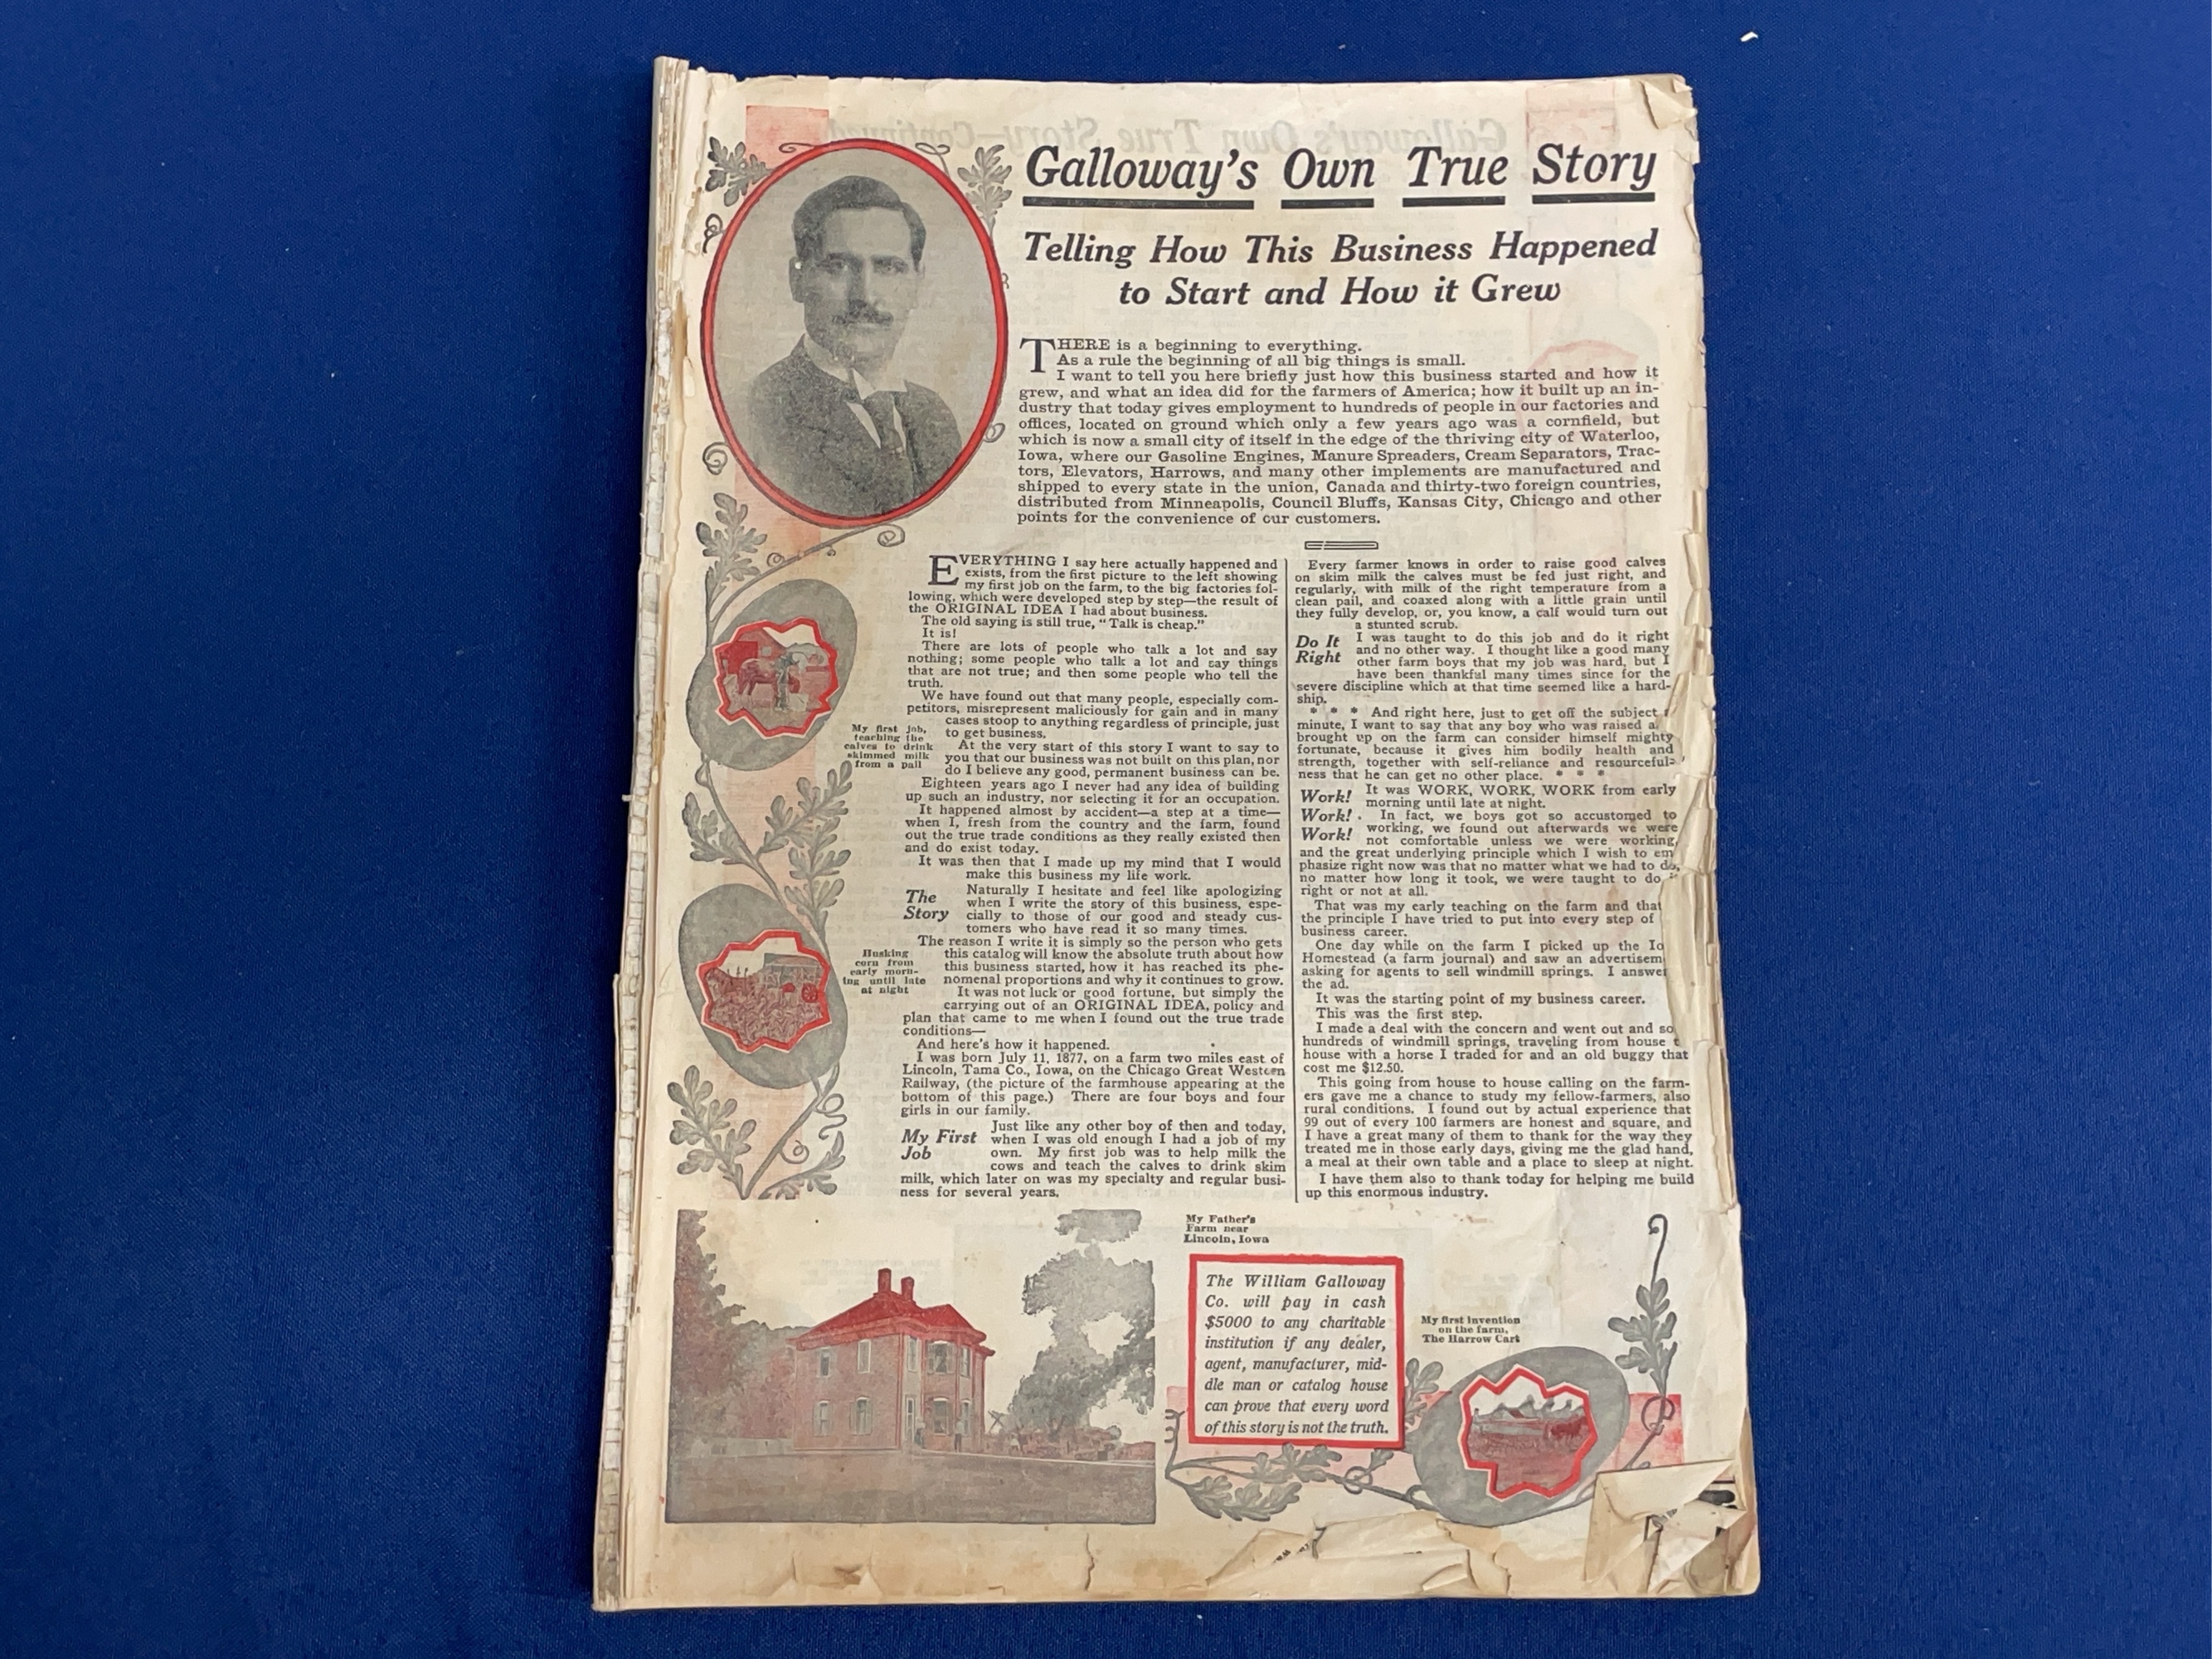 Galloway's Own True Story
Telling How This Business Happened
to Start and How it Grew
THERE is a beginning to everything.
As a rule the beginning of all big things is small.
I want to tell you here briefly just how this business started and how it
grew, and what an idea did for the farmers of America; how it built up an in-
dustry that today gives employment to hundreds of people in our factories and
offices, located on ground which only a few years ago was a cornfield, but
which is now a small city of itself in the edge of the thriving city of Waterloo,
Iowa, where our Gasoline Engines, Manure Spreaders, Cream Separators, Trac-
tors, Elevators, Harrows, and many other implements are manufactured and
shipped to every state in the union, Canada and thirty-two foreign countries,
distributed from Minneapolis, Council Bluffs, Kansas City, Chicago and other
points for the convenience of our customers.
EVERYTHING I say here actually happened and
exists, from the first picture to the left showing
my first job on the farm, to the big factories fol-
lowing, which were developed step by step—the result of
the ORIGINAL IDEA I had about business.
The old saying is still true, "Talk is cheap."
It is!
There are lots of people who talk a lot and say
nothing; some people who talk a lot and say things
that are not true; and then some people who tell the
truth.
We have found out that many people, especially com-
petitors, misrepresent maliciously for gain and in many
cases stoop to anything regardless of principle, just
to get business.
At the very start of this story I want to say to
you that our business was not built on this plan, nor
do I believe any good, permanent business can be.
Eighteen years ago I never had any idea of building
up such an industry, nor selecting it for an occupation.
It happened almost by accident—a step at a time—
when I, fresh from the country and the farm, found
out the true trade conditions as they really existed then
and do exist today.
It was then that I made up my mind that I would
make this business my life work.
The
Story
Naturally I hesitate and feel like apologizing
when I write the story of this business, espe-
cially to those of our good and steady cus-
tomers who have read it so many times.
The reason I write it is simply so the person who gets
this catalog will know the absolute truth about how
this business started, how it has reached its phe-
nomenal proportions and why it continues to grow.
It was not luck or good fortune, but simply the
carrying out of an ORIGINAL IDEA, policy and
plan that came to me when I found out the true trade
conditions—
And here's how it happened.
I was born July 11, 1877, on a farm two miles east of
Lincoln, Tama Co., Iowa, on the Chicago Great Western
Railway, (the picture of the farmhouse appearing at the
bottom of this page.) There are four boys and four
girls in our family.
My First
Job
Just like any other boy of then and today,
when I was old enough I had a job of my
own. My first job was to help milk the
cows and teach the calves to drink skim
milk, which later on was my specialty and regular busi-
ness for several years.
My first job,
teaching the
calves to drink
skimmed milk
from a pail
Husking
corn from
early morn-
ing until late
at night
Every farmer knows in order to raise good calves
on skim milk the calves must be fed just right, and
regularly, with milk of the right temperature from a
clean pail, and coaxed along with a little grain until
they fully develop, or, you know, a calf would turn out
a stunted scrub.
Do It
Right
I was taught to do this job and do it right
and no other way. I thought like a good many
other farm boys that my job was hard, but I
have been thankful many times since for the
severe discipline which at that time seemed like a hard-
ship.
* * * And right here, just to get off the subject
minute, I want to say that any boy who was raised
brought up on the farm can consider himself mighty
fortunate, because it gives him bodily health and
strength, together with self-reliance and resourceful-
ness that he can get no other place. * * *
Work!
Work!
Work!
It was WORK, WORK, WORK from early
morning until late at night.
In fact, we boys got so accustomed to
working, we found out afterwards we were
not comfortable unless we were working,
and the great underlying principle which I wish to em
phasize right now was that no matter what we had to do,
no matter how long it took, we were taught to do
right or not at all.
That was my early teaching on the farm and that
the principle I have tried to put into every step of
business career.
One day while on the farm I picked up the Io
Homestead (a farm journal) and saw an advertisem
asking for agents to sell windmill springs. I answe
the ad.
It was the starting point of my business career.
This was the first step.
I made a deal with the concern and went out and so
hundreds of windmill springs, traveling from house t
house with a horse I traded for and an old buggy that
cost me $12.50.
This going from house to house calling on the farm-
ers gave me a chance to study my fellow-farmers, also
rural conditions. I found out by actual experience that
99 out of every 100 farmers are honest and square, and
I have a great many of them to thank for the way they
treated me in those early days, giving me the glad hand,
a meal at their own table and a place to sleep at night.
I have them also to thank today for helping me build
up this enormous industry.
My Father's
Farm near
Lincoln, Iowa
The William Galloway
Co. will pay in cash
$5000 to any charitable
institution if any dealer,
agent, manufacturer, mid-
dle man or catalog house
can prove that every word
of this story is not the truth.
My first invention
on the farm,
The Harrow Cart